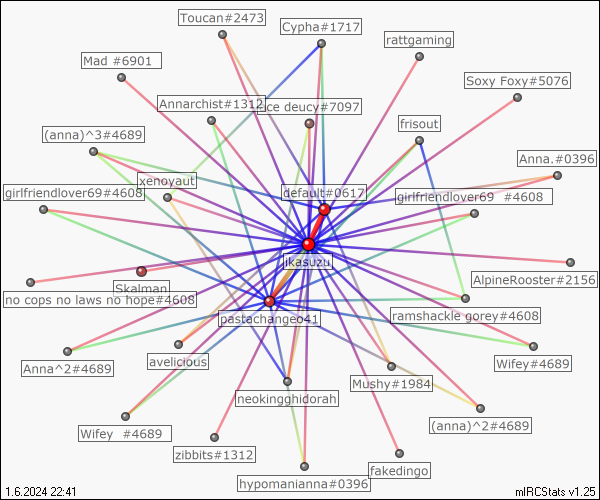 Toucan#2473
Cypha#1717
rattgaming
Mad #6901
Soxy Foxy#5076
Annarchist#1312
ce deucy#7097
(anna)^3#4689
frisout
Anna.#0396
xenoyaut
default#0617
girlfriendlover69#4608
girlfriendlover69 #4608
jikasuzu
Skalman
AlpineRooster#2156
no cops no laws no hope#4608
pastachangeo41
ramshackle gorey#4608
Anna^2#4689
avelicious
Wifey#4689
Mushy#1984
neokingghidorah
(anna)^2#4689
Wifey #4689
zibbits#1312
fakedingo
hypomanianna#0396
1.6.2024 22:41
mIRCStats v1.25